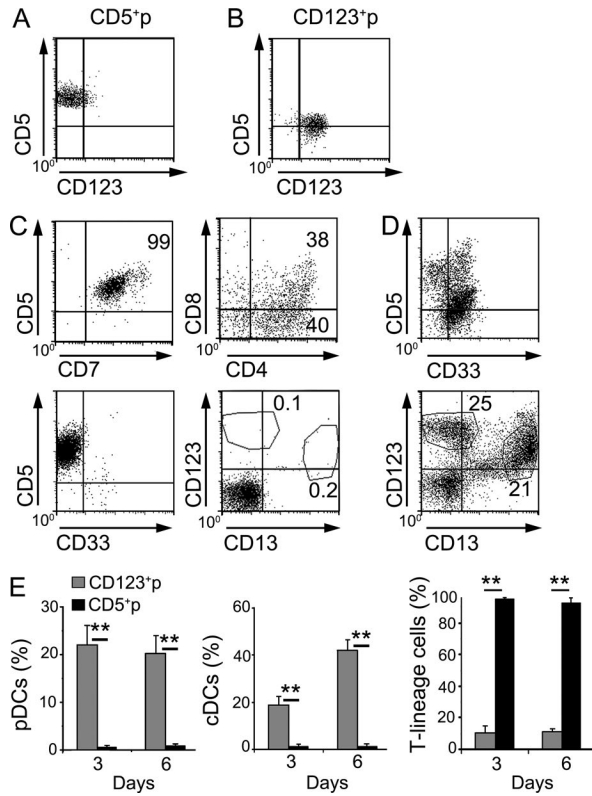 A
CD5⁺p
B
CD123⁺p
CD5
10⁰
CD123
CD5
10⁰
CD123
C
99
CD5
10⁰
CD7
38
40
CD8
10⁰
CD4
D
CD5
10⁰
CD33
CD5
10⁰
CD33
0.1
0.2
CD123
10⁰
CD13
25
21
CD123
10⁰
CD13
E
CD123⁺p
CD5⁺p
pDCs (%)
30
20
10
0
**
**
3
6
Days
cDCs (%)
60
40
20
0
**
**
3
6
Days
T-lineage cells (%)
100
80
60
40
20
0
**
**
3
6
Days